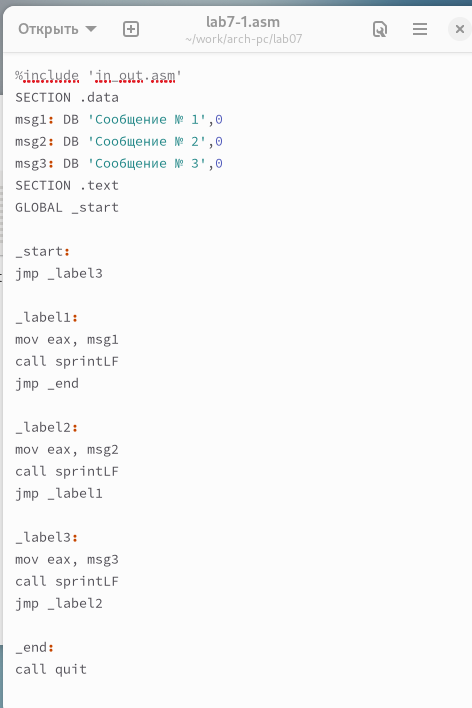 Открыть
lab7-1.asm
~/work/arch-pc/lab07
%include 'in_out.asm'
SECTION .data
msg1: DB 'Сообщение № 1',0
msg2: DB 'Сообщение № 2',0
msg3: DB 'Сообщение № 3',0
SECTION .text
GLOBAL _start
_start:
jmp _label3
_label1:
mov eax, msg1
call sprintLF
jmp _end
_label2:
mov eax, msg2
call sprintLF
jmp _label1
_label3:
mov eax, msg3
call sprintLF
jmp _label2
_end:
call quit